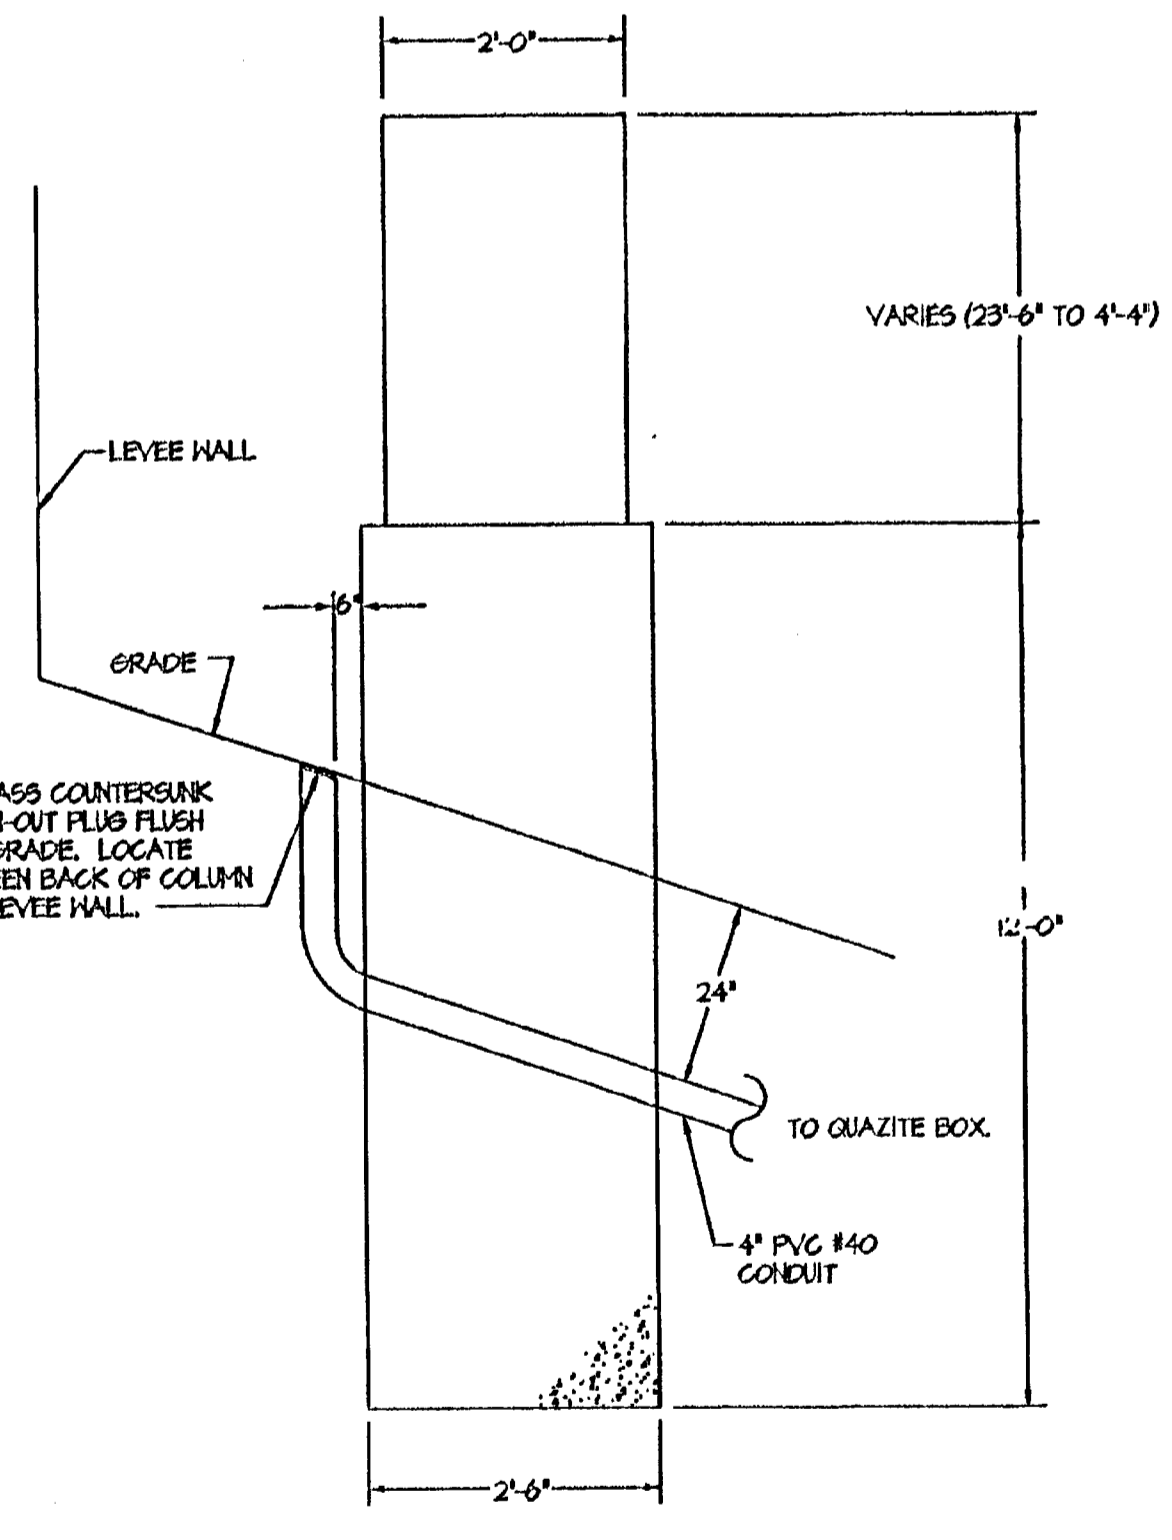 2'-0"
VARIES (23'-6" TO 4'-4")
LEVEE WALL
6"
GRADE
ASS COUNTERSUNK
-OUT PLUG FLUSH
GRADE. LOCATE
EEN BACK OF COLUMN
EVEE WALL.
12'-0"
24"
TO QUAZITE BOX.
4" PVC #40
CONDUIT
2'-6"